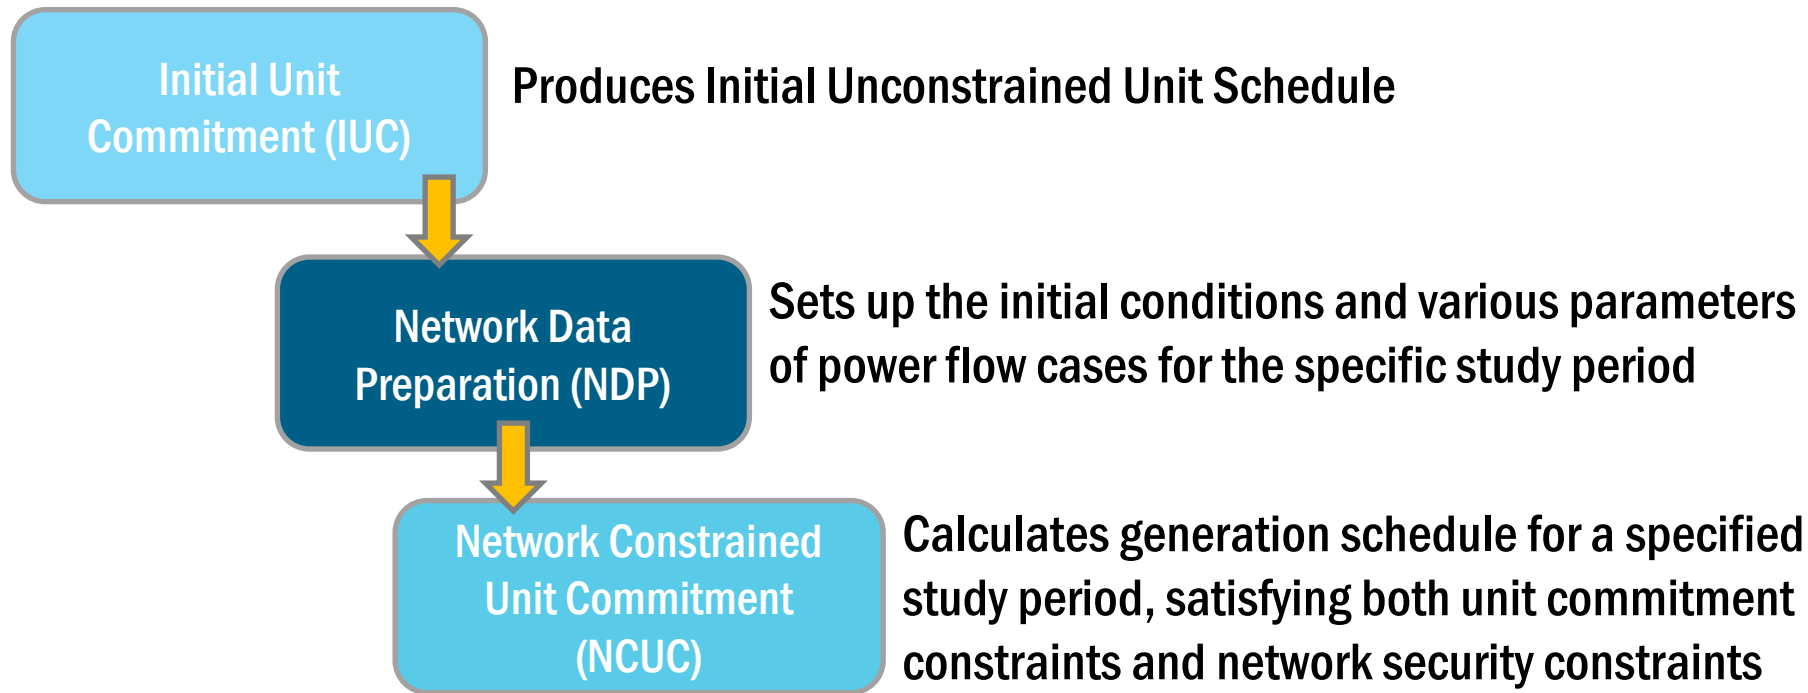 Initial Unit
Commitment (IUC)
Produces Initial Unconstrained Unit Schedule
Network Data
Preparation (NDP)
Sets up the initial conditions and various parameters
of power flow cases for the specific study period
Network Constrained
Unit Commitment
(NCUC)
Calculates generation schedule for a specified
study period, satisfying both unit commitment
constraints and network security constraints